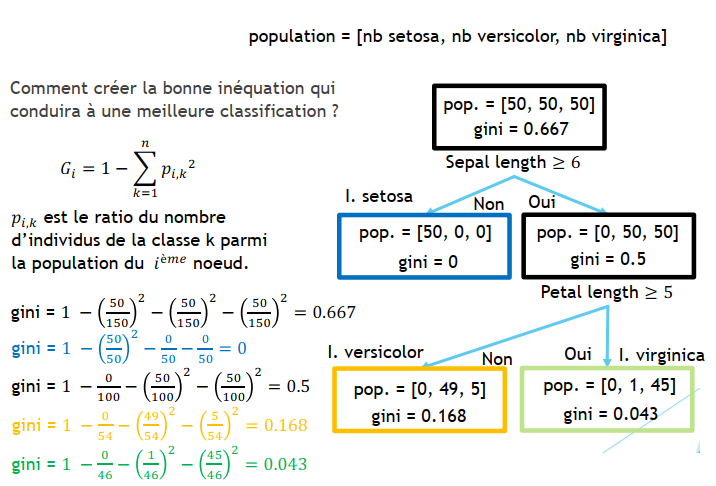 population = [nb setosa, nb versicolor, nb virginica]
Comment créer la bonne inéquation qui
conduira à une meilleure classification ?
G_i = 1 − ∑_{k=1}^{n} p_{i,k}²
p_{i,k} est le ratio du nombre
d’individus de la classe k parmi
la population du i^{ème} noeud.
gini = 1 − (50/150)² − (50/150)² − (50/150)² = 0.667
gini = 1 − (50/50)² − 0/50 − 0/50 = 0
gini = 1 − 0/100 − (50/100)² − (50/100)² = 0.5
gini = 1 − 0/54 − (49/54)² − (5/54)² = 0.168
gini = 1 − 0/46 − (1/46)² − (45/46)² = 0.043
pop. = [50, 50, 50]
gini = 0.667
Sepal length ≥ 6
I. setosa
Non
Oui
pop. = [50, 0, 0]
gini = 0
pop. = [0, 50, 50]
gini = 0.5
Petal length ≥ 5
I. versicolor
Non
Oui
I. virginica
pop. = [0, 49, 5]
gini = 0.168
pop. = [0, 1, 45]
gini = 0.043